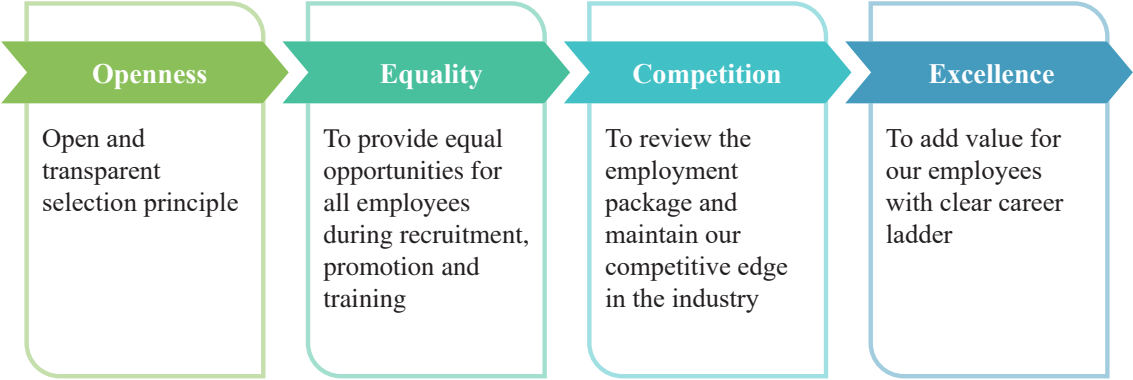 Openness
Open and
transparent
selection principle
Equality
To provide equal
opportunities for
all employees
during recruitment,
promotion and
training
Competition
To review the
employment
package and
maintain our
competitive edge
in the industry
Excellence
To add value for
our employees
with clear career
ladder